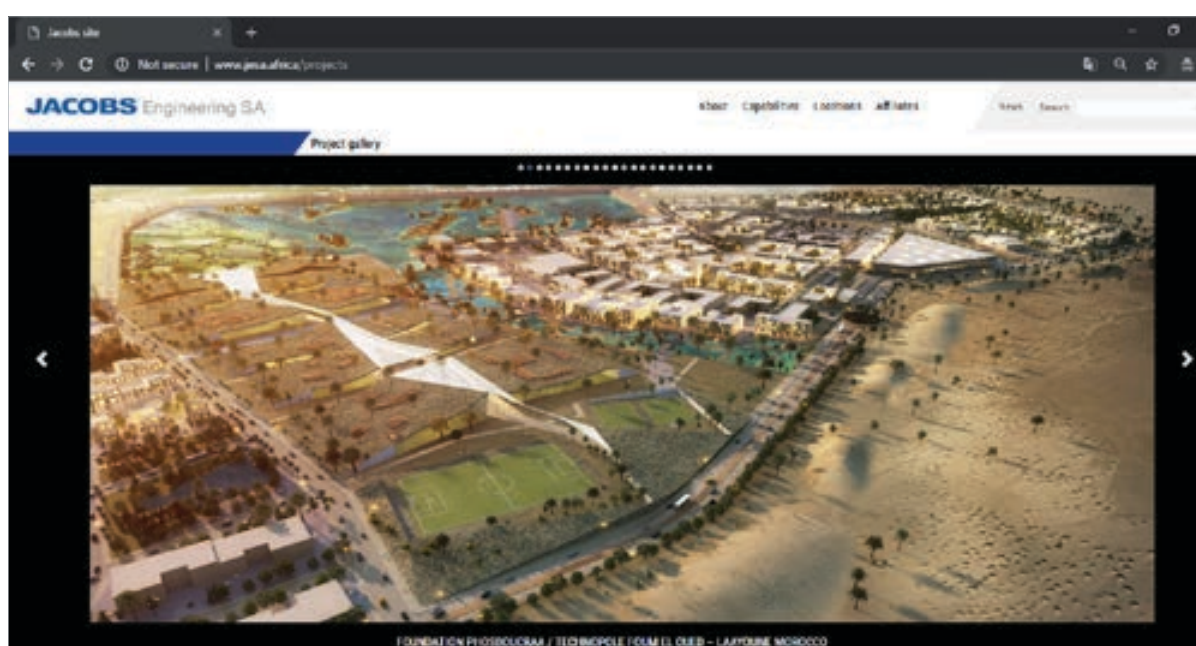 Jacobs site
Not secure | www.jesa.africa/projects
JACOBS Engineering SA
About Capabilities Locations Affiliates News Search
Project gallery
FOUNDATION PHOSBOUCRAA / TECHNOPOLE FOUM EL OUED – LAAYOUNE MOROCCO